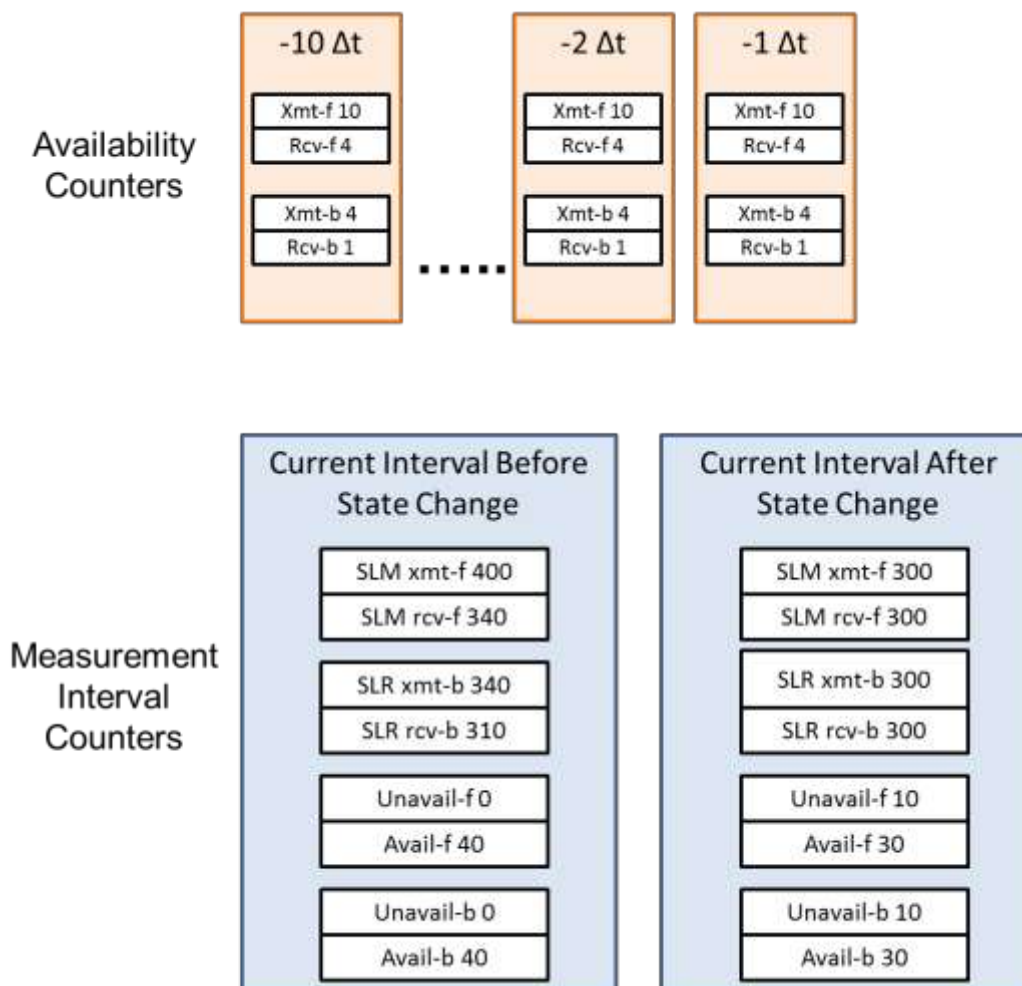 -10 Δt
-2 Δt
-1 Δt
Availability
Counters
Xmt-f 10
Rcv-f 4
Xmt-b 4
Rcv-b 1
.....
Xmt-f 10
Rcv-f 4
Xmt-b 4
Rcv-b 1
Xmt-f 10
Rcv-f 4
Xmt-b 4
Rcv-b 1
Measurement
Interval
Counters
Current Interval Before
State Change
SLM xmt-f 400
SLM rcv-f 340
SLR xmt-b 340
SLR rcv-b 310
Unavail-f 0
Avail-f 40
Unavail-b 0
Avail-b 40
Current Interval After
State Change
SLM xmt-f 300
SLM rcv-f 300
SLR xmt-b 300
SLR rcv-b 300
Unavail-f 10
Avail-f 30
Unavail-b 10
Avail-b 30